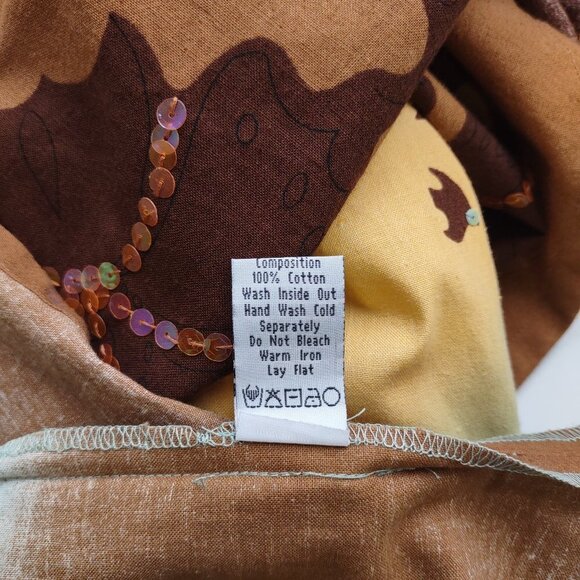 Composition
100% Cotton
Wash Inside Out
Hand Wash Cold
Separately
Do Not Bleach
Warm Iron
Lay Flat